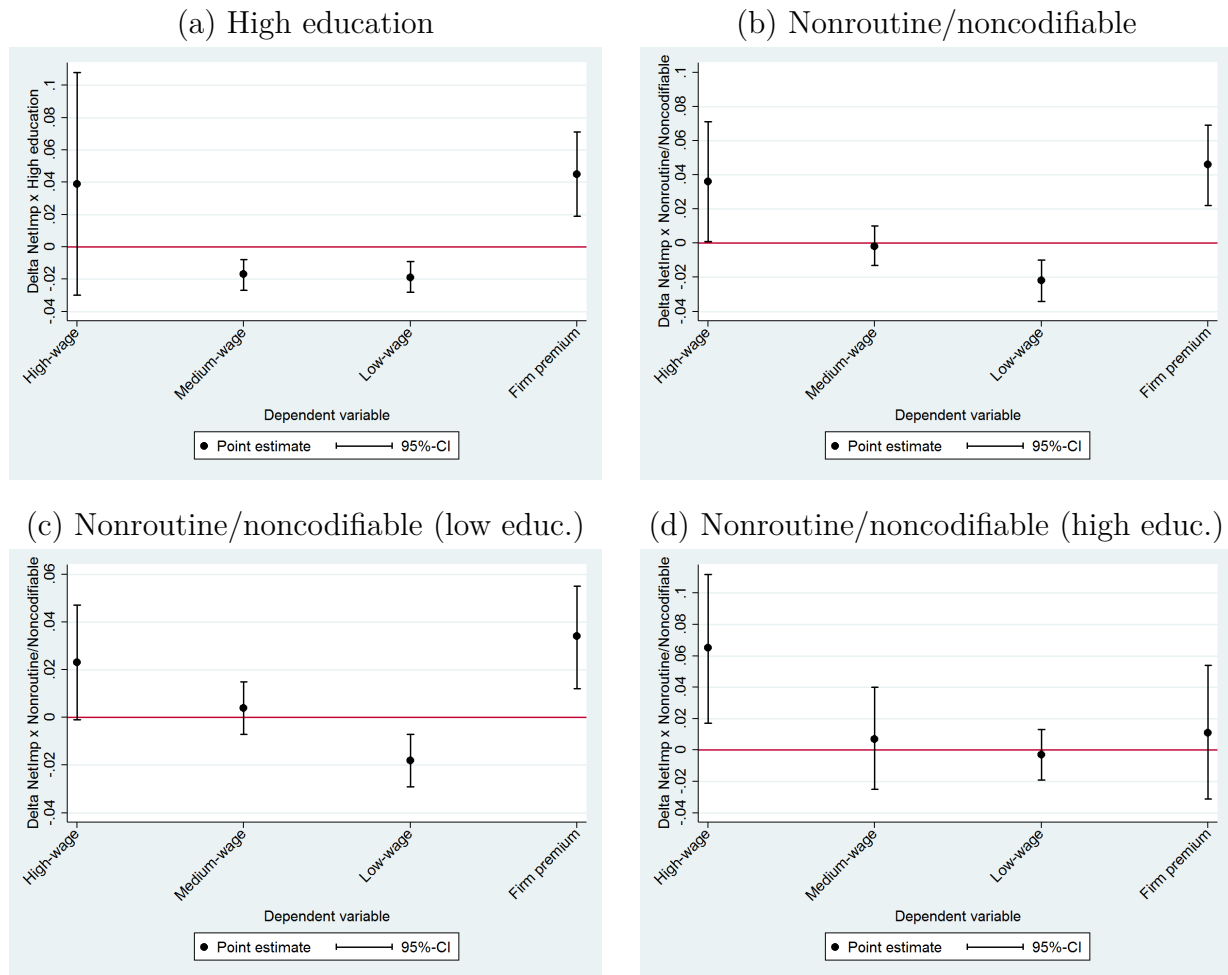 (a) High education
Delta NetImp x High education
.1
.08
.06
.04
.02
0
-.02
-.04
High-wage
Medium-wage
Low-wage
Firm premium
Dependent variable
Point estimate 95%-CI
(b) Nonroutine/noncodifiable
Delta NetImp x Nonroutine/Noncodifiable
.1
.08
.06
.04
.02
0
-.02
-.04
High-wage
Medium-wage
Low-wage
Firm premium
Dependent variable
Point estimate 95%-CI
(c) Nonroutine/noncodifiable (low educ.)
Delta NetImp x Nonroutine/Noncodifiable
.06
.04
.02
0
-.02
-.04
High-wage
Medium-wage
Low-wage
Firm premium
Dependent variable
Point estimate 95%-CI
(d) Nonroutine/noncodifiable (high educ.)
Delta NetImp x Nonroutine/Noncodifiable
.1
.08
.06
.04
.02
0
-.02
-.04
High-wage
Medium-wage
Low-wage
Firm premium
Dependent variable
Point estimate 95%-CI